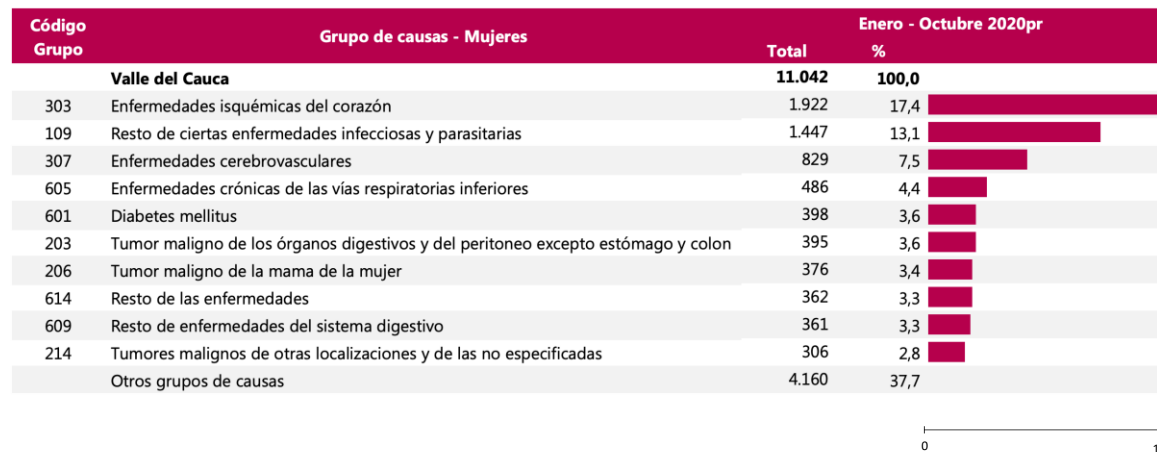 Código Grupo Grupo de causas - Mujeres Enero - Octubre 2020pr
Total %
Valle del Cauca 11.042 100,0
303 Enfermedades isquémicas del corazón 1.922 17,4
109 Resto de ciertas enfermedades infecciosas y parasitarias 1.447 13,1
307 Enfermedades cerebrovasculares 829 7,5
605 Enfermedades crónicas de las vías respiratorias inferiores 486 4,4
601 Diabetes mellitus 398 3,6
203 Tumor maligno de los órganos digestivos y del peritoneo excepto estómago y colon 395 3,6
206 Tumor maligno de la mama de la mujer 376 3,4
614 Resto de las enfermedades 362 3,3
609 Resto de enfermedades del sistema digestivo 361 3,3
214 Tumores malignos de otras localizaciones y de las no especificadas 306 2,8
Otros grupos de causas 4.160 37,7
0